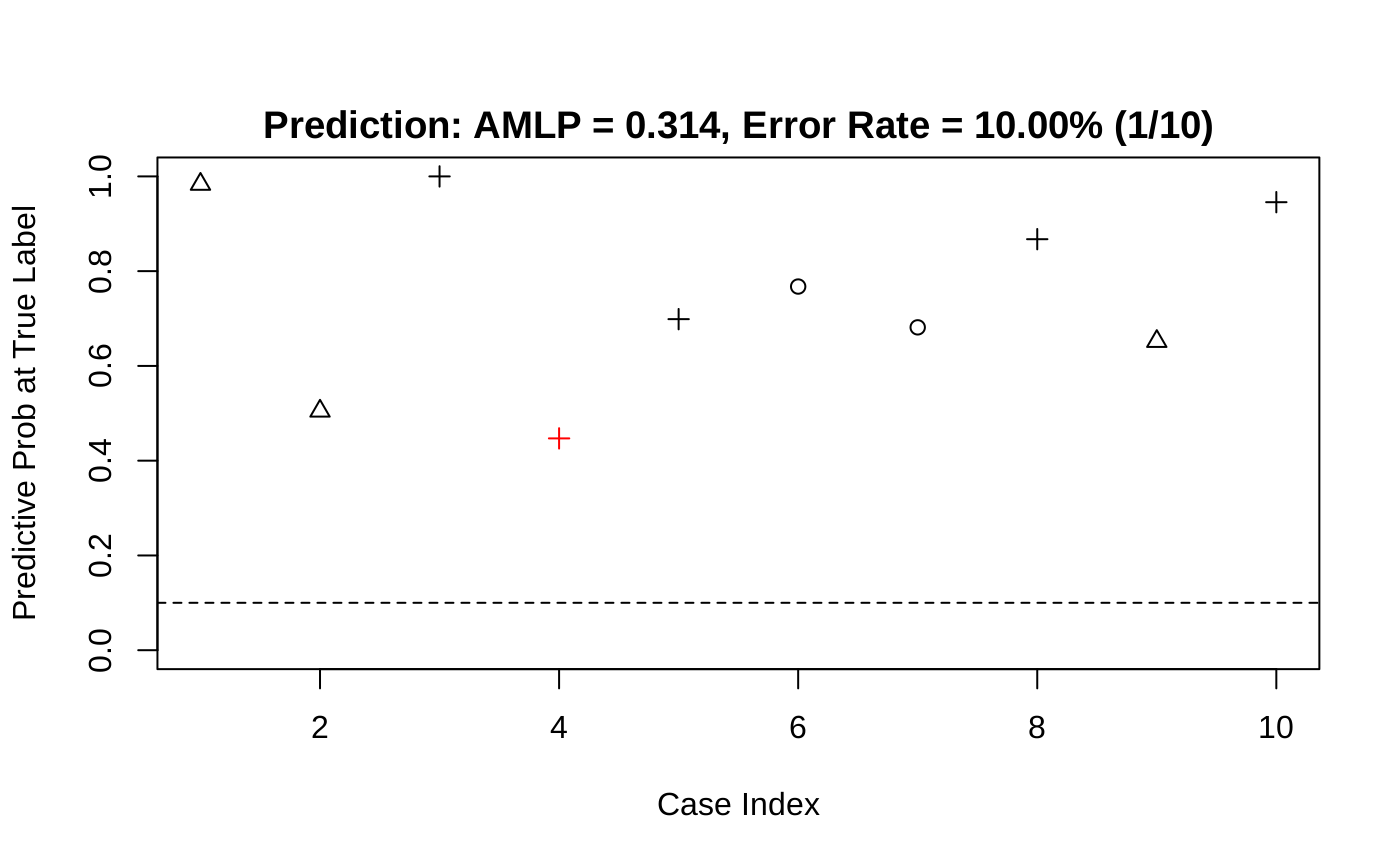 Prediction: AMLP = 0.314, Error Rate = 10.00% (1/10)
Predictive Prob at True Label
1.0
0.8
0.6
0.4
0.2
0.0
2 4 6 8 10
Case Index